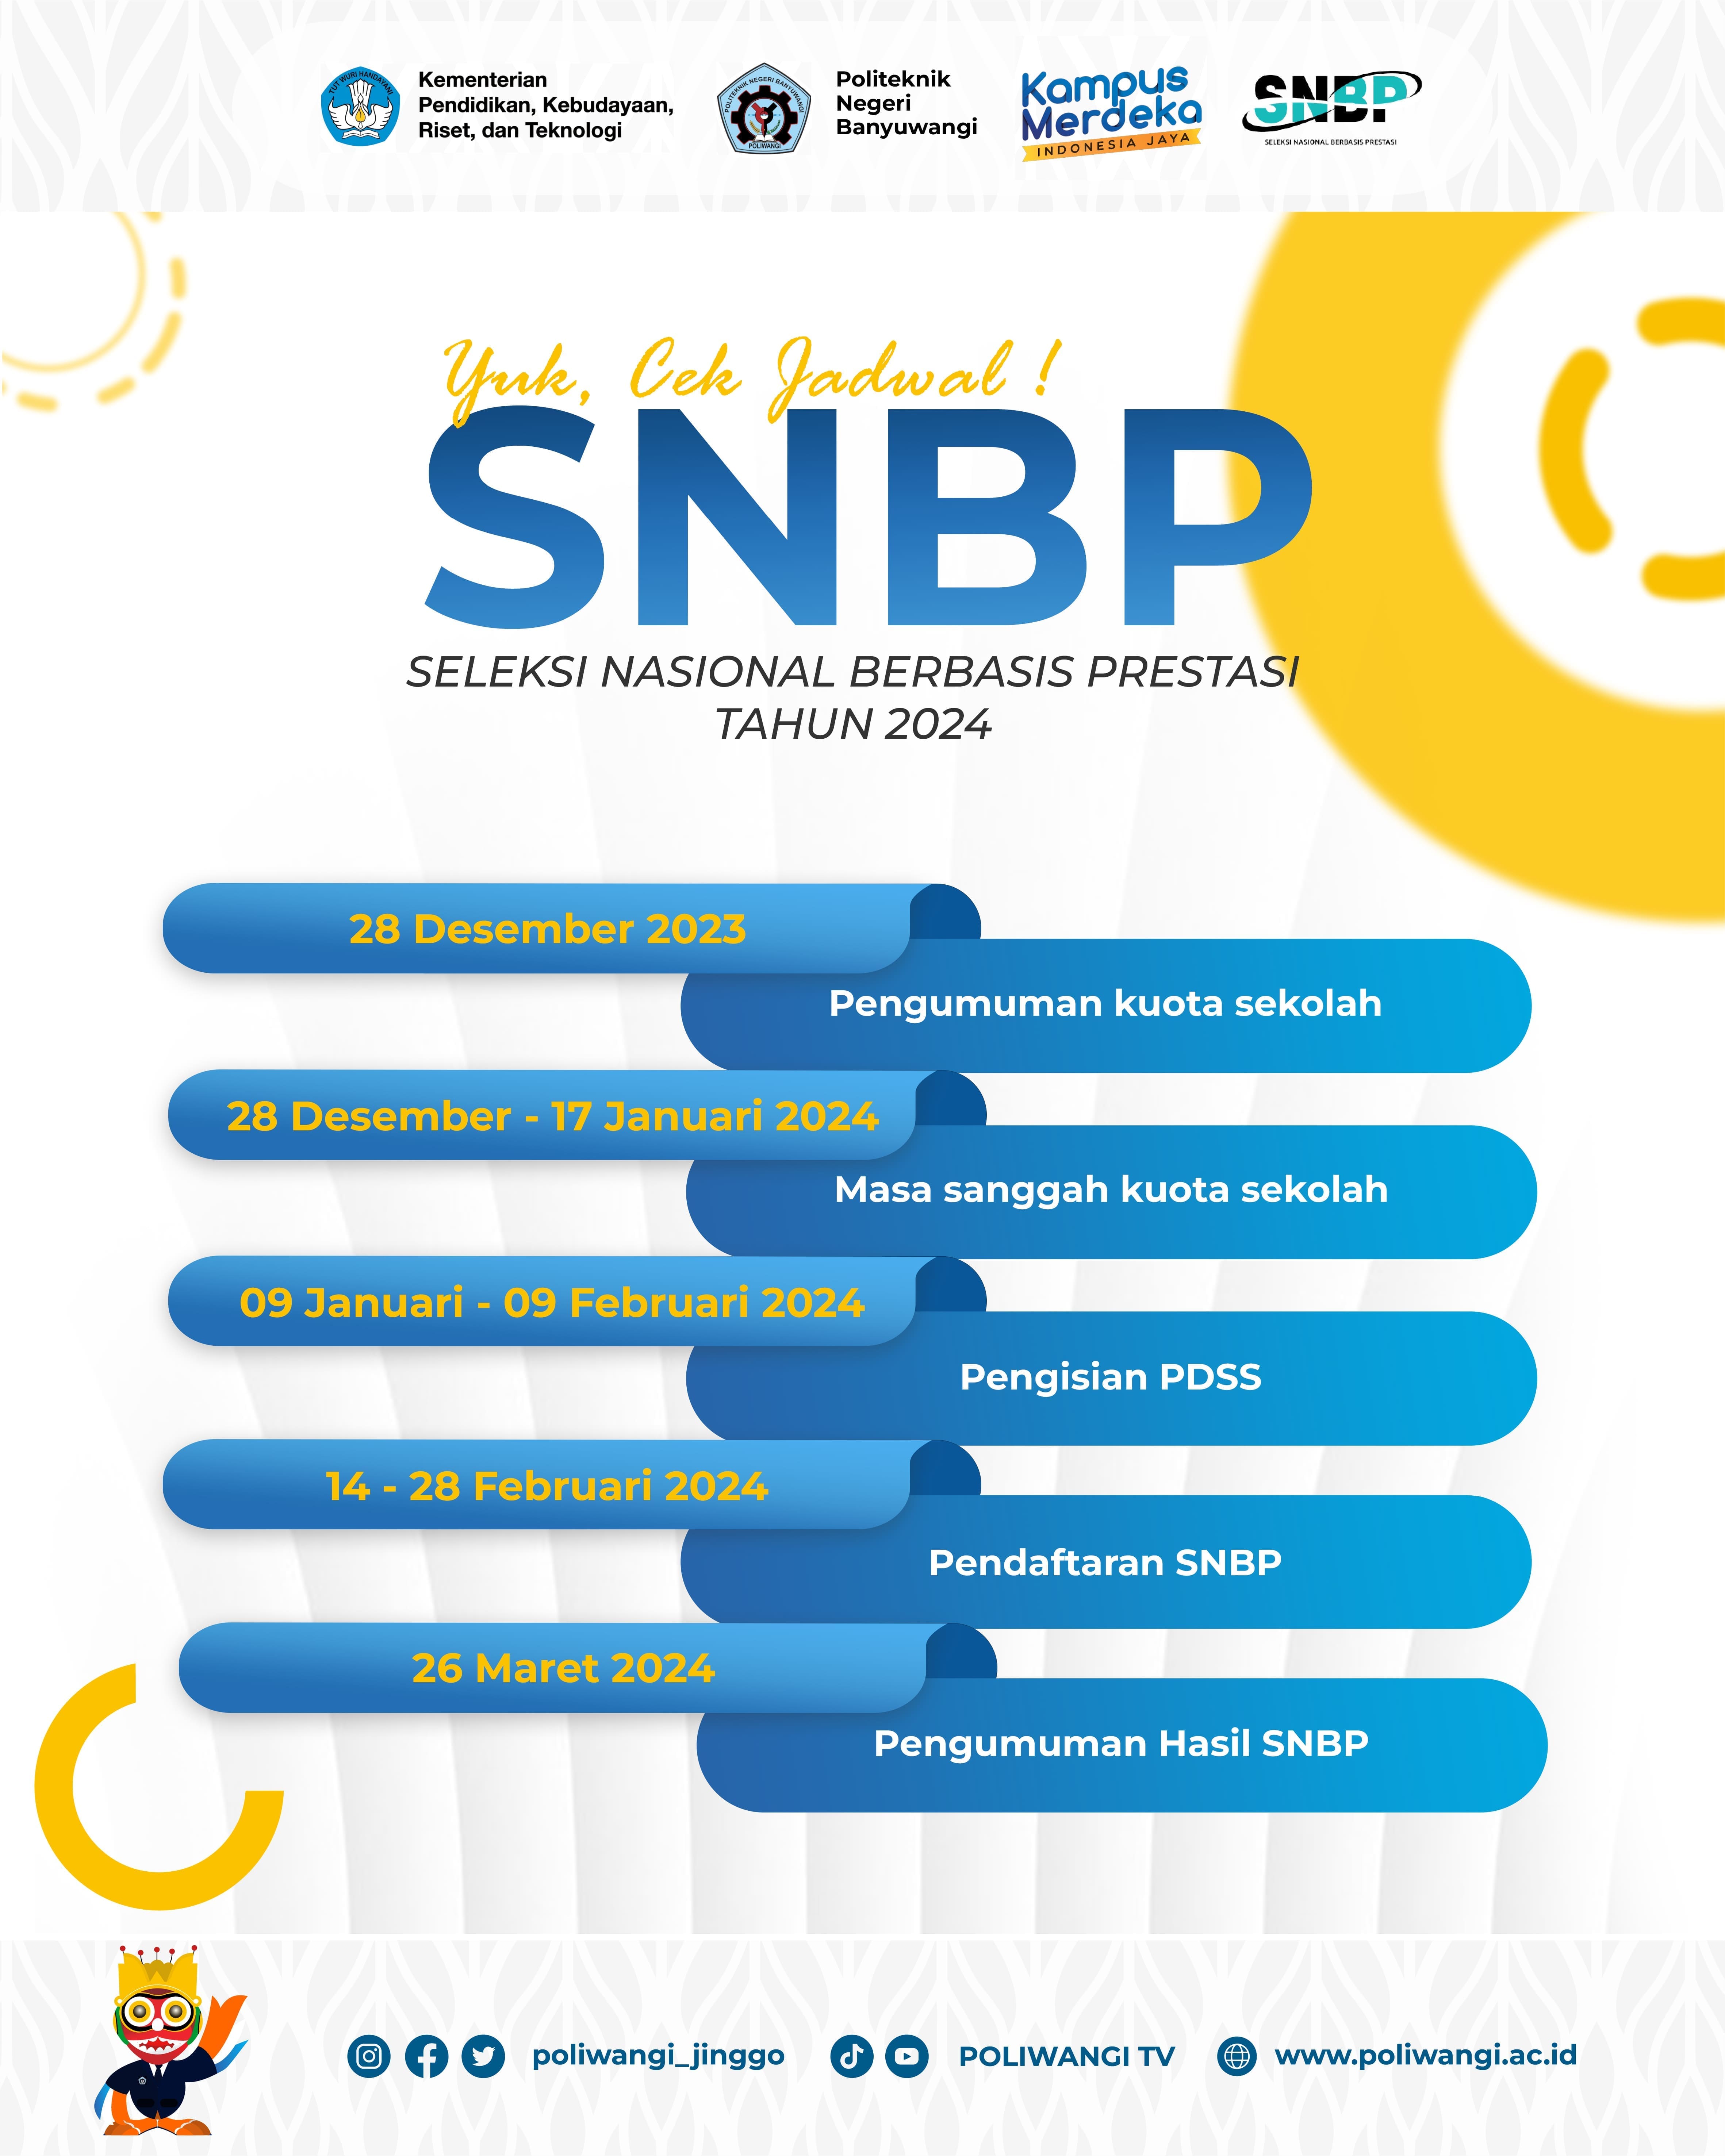 TUT WURI HANDAYANI
Kementerian
Pendidikan, Kebudayaan,
Riset, dan Teknologi
POLITEKNIK NEGERI BANYUWANGI
POLIWANGI
Politeknik
Negeri
Banyuwangi
Kampus
Merdeka
INDONESIA JAYA
SNBP
SELEKSI NASIONAL BERBASIS PRESTASI
Yuk, Cek Jadwal !
SNBP
SELEKSI NASIONAL BERBASIS PRESTASI
TAHUN 2024
28 Desember 2023
Pengumuman kuota sekolah
28 Desember - 17 Januari 2024
Masa sanggah kuota sekolah
09 Januari - 09 Februari 2024
Pengisian PDSS
14 - 28 Februari 2024
Pendaftaran SNBP
26 Maret 2024
Pengumuman Hasil SNBP
poliwangi_jinggo
POLIWANGI TV
www.poliwangi.ac.id